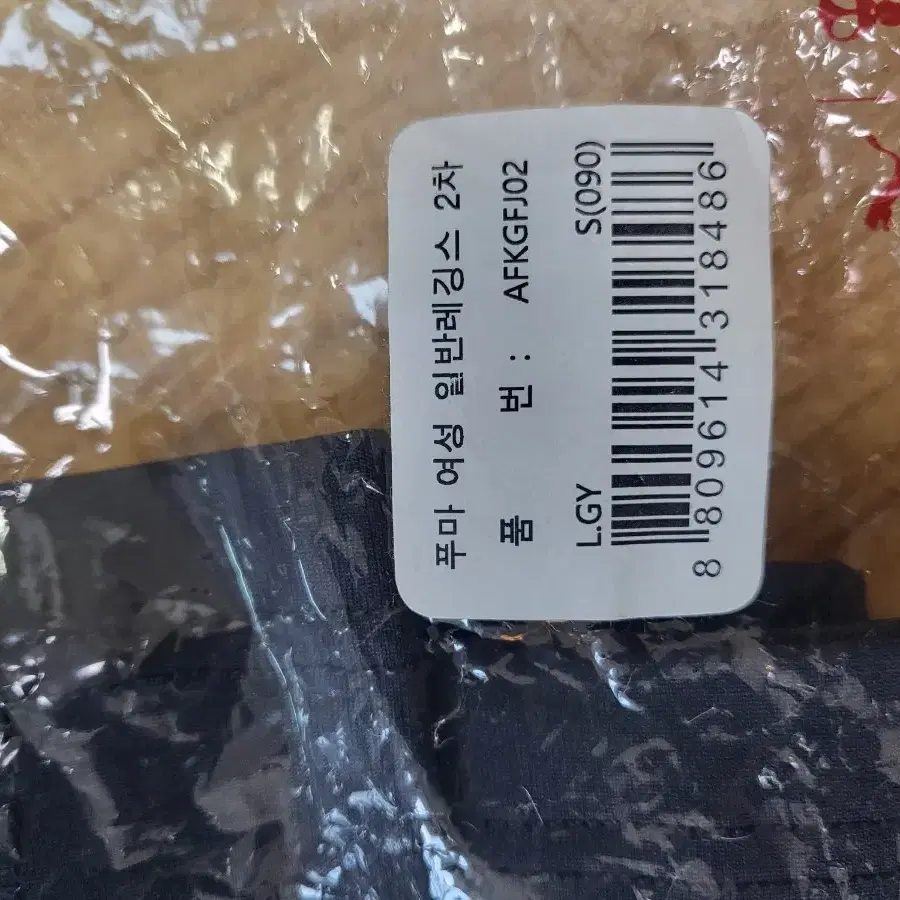 푸마 여성 일반레깅스 2차
품 번 : AFKGFJ02
L.GY S(090)
8 809614 318486